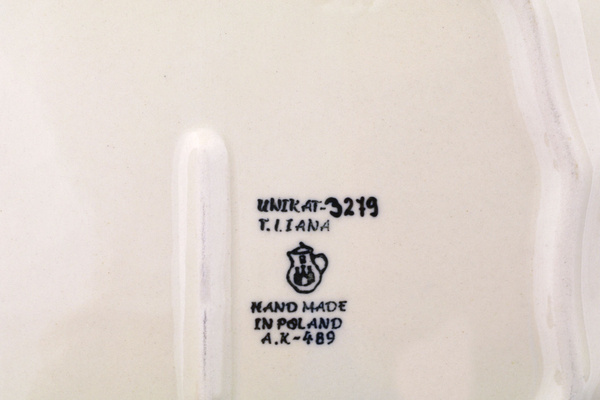 UNIKAT-3279
T.LIANA
HAND MADE
IN POLAND
A.K-489